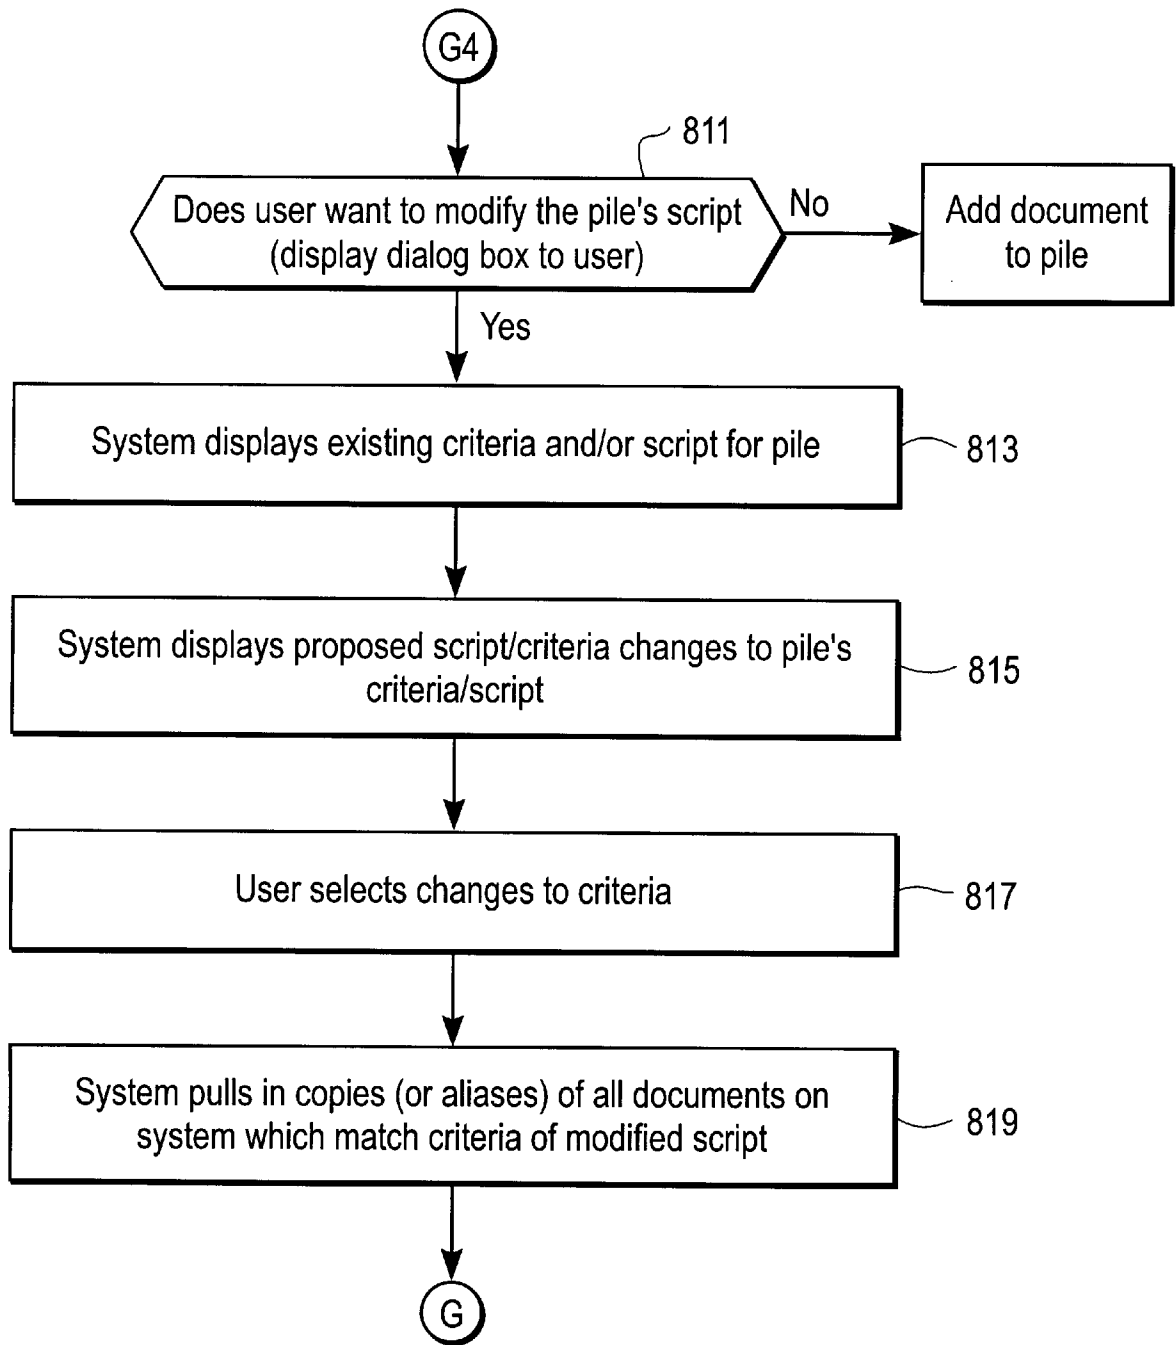 G4
811
Does user want to modify the pile's script
(display dialog box to user)
No
Add document
to pile
Yes
System displays existing criteria and/or script for pile
813
System displays proposed script/criteria changes to pile's
criteria/script
815
User selects changes to criteria
817
System pulls in copies (or aliases) of all documents on
system which match criteria of modified script
819
G